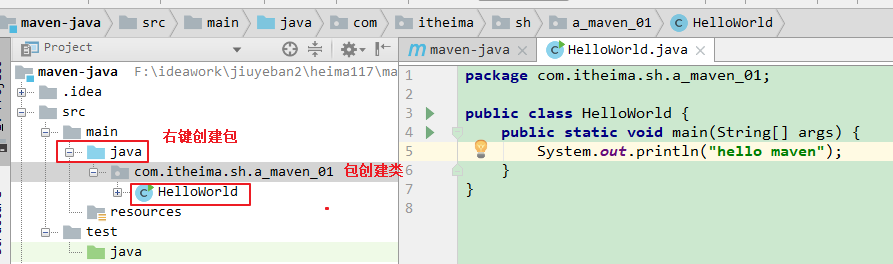 maven-java src main java com itheima sh a_maven_01 HelloWorld
Project
maven-java F:\ideawork\jiuyeban2\heima117\ma
.idea
src
main
右键创建包
java
com.itheima.sh.a_maven_01 包创建类
HelloWorld
resources
test
java
maven-java HelloWorld.java
1 package com.itheima.sh.a_maven_01;
2
3 public class HelloWorld {
4 public static void main(String[] args) {
5 System.out.println("hello maven");
6 }
7 }
8